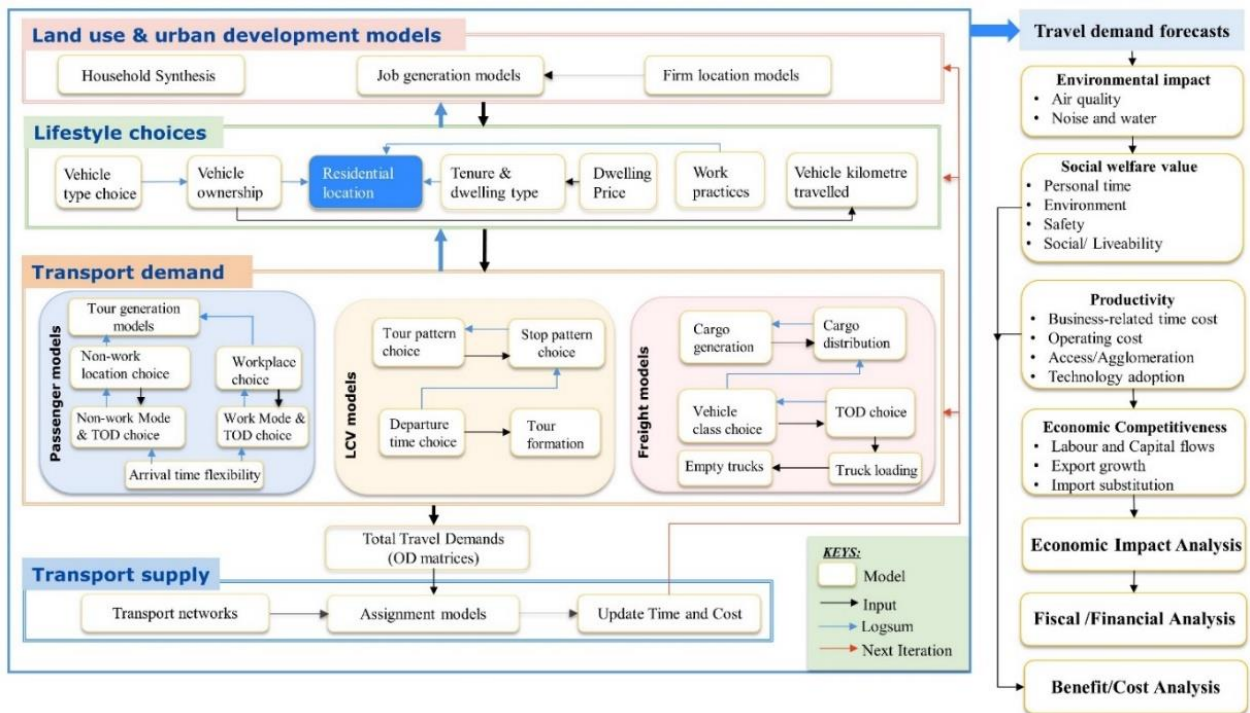 Land use & urban development models
Household Synthesis
Job generation models
Firm location models
Lifestyle choices
Vehicle
type choice
Vehicle
ownership
Residential
location
Tenure &
dwelling type
Dwelling
Price
Work
practices
Vehicle kilometre
travelled
Transport demand
Passenger models
Tour generation
models
Non-work
location choice
Workplace
choice
Non-work Mode
& TOD choice
Work Mode &
TOD choice
Arrival time flexibility
LCV models
Tour pattern
choice
Stop pattern
choice
Departure
time choice
Tour
formation
Freight models
Cargo
generation
Cargo
distribution
Vehicle
class choice
TOD choice
Empty trucks
Truck loading
Total Travel Demands
(OD matrices)
Transport supply
Transport networks
Assignment models
Update Time and Cost
KEYS:
Model
Input
Logsum
Next Iteration
Travel demand forecasts
Environmental impact
• Air quality
• Noise and water
Social welfare value
• Personal time
• Environment
• Safety
• Social/ Liveability
Productivity
• Business-related time cost
• Operating cost
• Access/Agglomeration
• Technology adoption
Economic Competitiveness
• Labour and Capital flows
• Export growth
• Import substitution
Economic Impact Analysis
Fiscal /Financial Analysis
Benefit/Cost Analysis